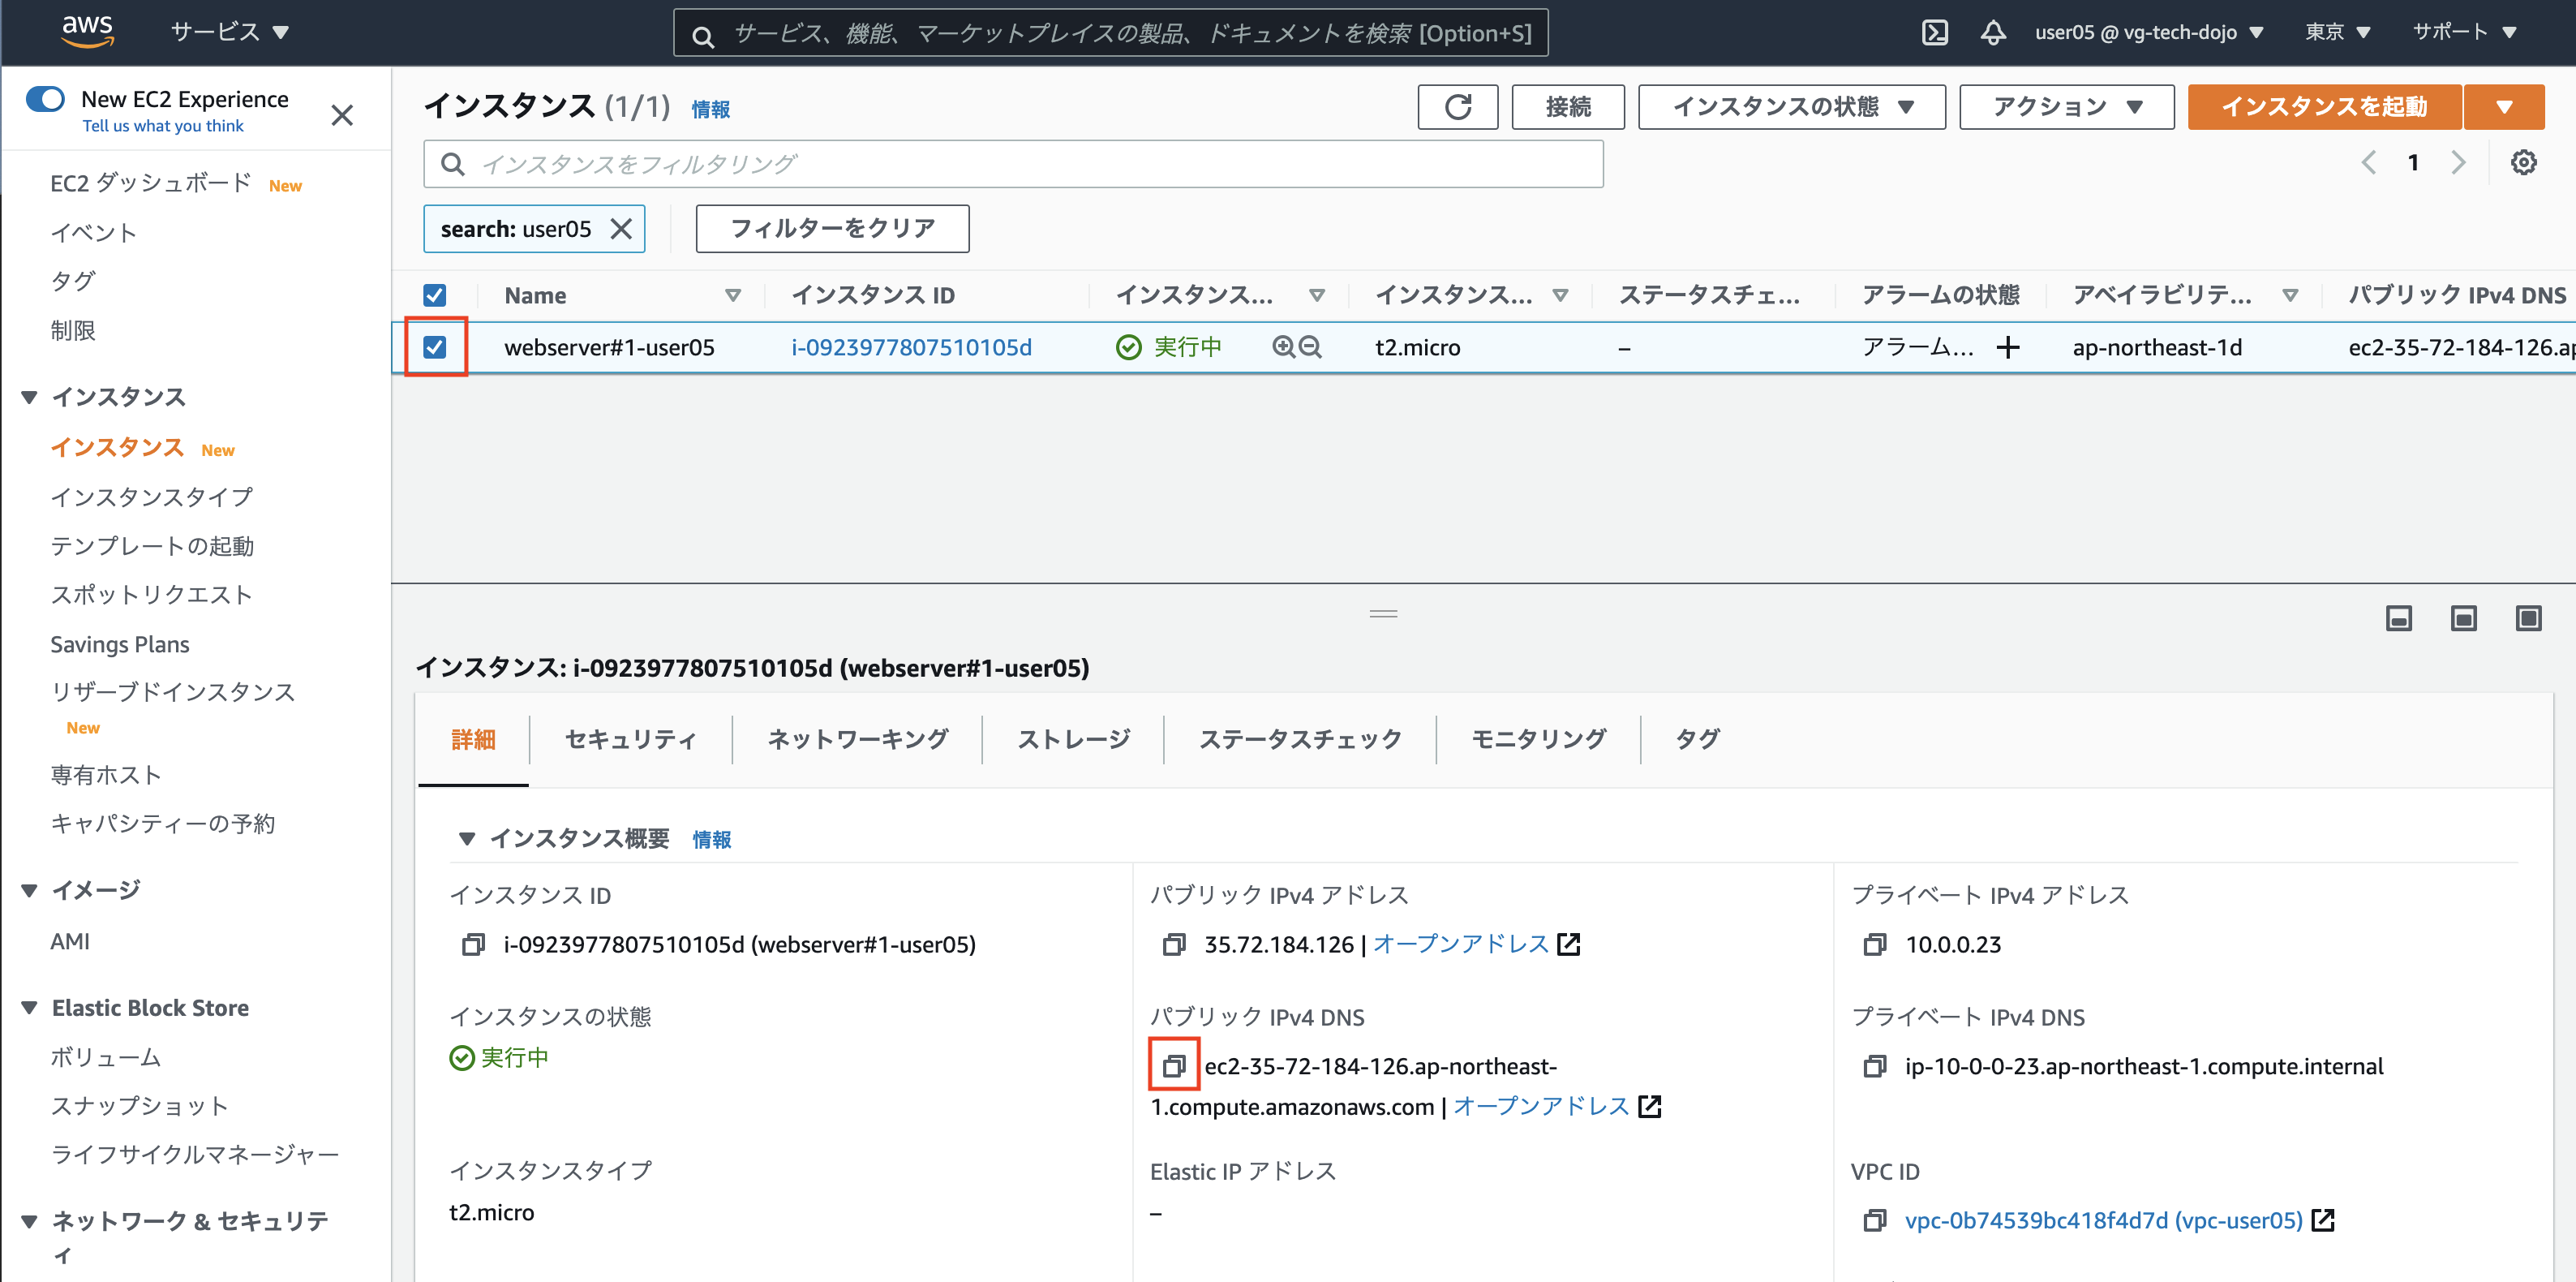 aws サービス ▼ サービス、機能、マーケットプレイスの製品、ドキュメントを検索 [Option+S] user05 @ vg-tech-dojo ▼ 東京 ▼ サポート ▼
New EC2 Experience
Tell us what you think
EC2 ダッシュボード New
イベント
タグ
制限
▼ インスタンス
インスタンス New
インスタンスタイプ
テンプレートの起動
スポットリクエスト
Savings Plans
リザーブドインスタンス
New
専有ホスト
キャパシティーの予約
▼ イメージ
AMI
▼ Elastic Block Store
ボリューム
スナップショット
ライフサイクルマネージャー
▼ ネットワーク & セキュリテ
ィ
インスタンス (1/1) 情報 接続 インスタンスの状態 ▼ アクション ▼ インスタンスを起動 ▼
インスタンスをフィルタリング 1
search: user05 フィルターをクリア
Name インスタンス ID インスタンス... インスタンス... ステータスチェ... アラームの状態 アベイラビリテ... パブリック IPv4 DNS
webserver#1-user05 i-0923977807510105d 実行中 t2.micro – アラーム... + ap-northeast-1d ec2-35-72-184-126.ap
インスタンス: i-0923977807510105d (webserver#1-user05)
詳細 セキュリティ ネットワーキング ストレージ ステータスチェック モニタリング タグ
▼ インスタンス概要 情報
インスタンス ID
i-0923977807510105d (webserver#1-user05)
インスタンスの状態
実行中
インスタンスタイプ
t2.micro
パブリック IPv4 アドレス
35.72.184.126 | オープンアドレス
パブリック IPv4 DNS
ec2-35-72-184-126.ap-northeast-
1.compute.amazonaws.com | オープンアドレス
Elastic IP アドレス
–
プライベート IPv4 アドレス
10.0.0.23
プライベート IPv4 DNS
ip-10-0-0-23.ap-northeast-1.compute.internal
VPC ID
vpc-0b74539bc418f4d7d (vpc-user05)